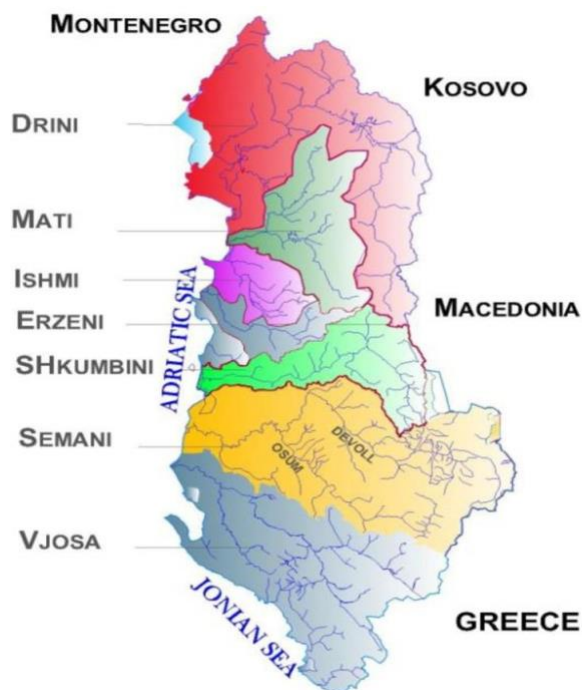 MONTENEGRO
KOSOVO
DRINI
MATI
ISHMI
ERZENI
MACEDONIA
SHKUMBINI
ADRIATIC SEA
SEMANI
OSUM
DEVOLL
VJOSA
JONIAN SEA
GREECE